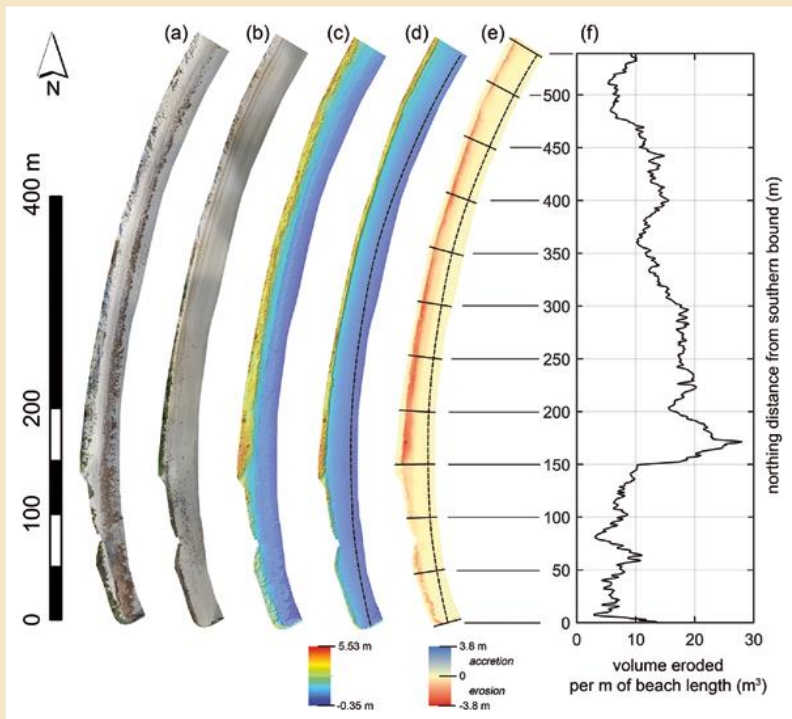 (a) (b) (c) (d) (e) (f)
N
400 m
200
100
0
500
450
400
350
300
250
200
150
100
50
0
northing distance from southern bound (m)
0 10 20 30
volume eroded
per m of beach length (m³)
5.53 m
-0.35 m
3.8 m
accretion
0
erosion
-3.8 m